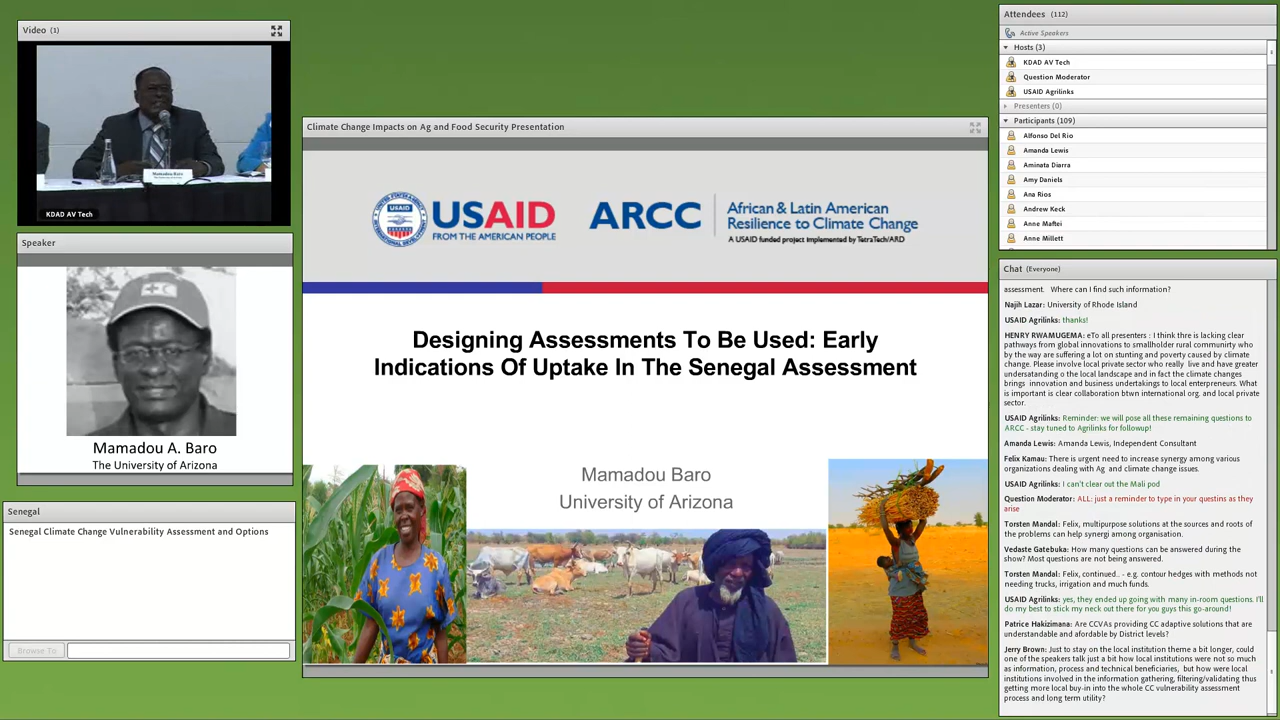 Video (1)
Mamadou Baro
KDAD AV Tech
Speaker
Mamadou A. Baro
The University of Arizona
Senegal
Senegal Climate Change Vulnerability Assessment and Options
Browse To
Climate Change Impacts on Ag and Food Security Presentation
USAID
USAID
FROM THE AMERICAN PEOPLE
ARCC
African & Latin American
Resilience to Climate Change
A USAID funded project implemented by TetraTech/ARD
Designing Assessments To Be Used: Early
Indications Of Uptake In The Senegal Assessment
Mamadou Baro
University of Arizona
Attendees (112)
Active Speakers
Hosts (3)
KDAD AV Tech
Question Moderator
USAID Agrilinks
Presenters (0)
Participants (109)
Alfonso Del Rio
Amanda Lewis
Aminata Diarra
Amy Daniels
Ana Rios
Andrew Keck
Anne Maftei
Anne Millett
Chat (Everyone)
assessment. Where can I find such information?
Najih Lazar: University of Rhode Island
USAID Agrilinks: thanks!
HENRY RWAMUGEMA: eTo all presenters : I think thre is lacking clear
pathways from global innovations to smallholder rural communirty who
by the way are suffering a lot on stunting and poverty caused by climate
change. Please involve local private sector who really live and have greater
undersatanding o the local landscape and in fact the climate changes
brings innovation and business undertakings to local enterpreneurs. What
is important is clear collaboration btwn international org. and local private
sector.
USAID Agrilinks: Reminder: we will pose all these remaining questions to
ARCC - stay tuned to Agrilinks for followup!
Amanda Lewis: Amanda Lewis, Independent Consultant
Felix Kamau: There is urgent need to increase synergy among various
organizations dealing with Ag and climate change issues.
USAID Agrilinks: I can't clear out the Mali pod
Question Moderator: ALL: just a reminder to type in your questins as they
arise
Torsten Mandal: Felix, multipurpose solutions at the sources and roots of
the problems can help synergi among organisation.
Vedaste Gatebuka: How many questions can be answered during the
show? Most questions are not being answered.
Torsten Mandal: Felix, continued.. - e.g. contour hedges with methods not
needing trucks, irrigation and much funds.
USAID Agrilinks: yes, they ended up going with many in-room questions. I'll
do my best to stick my neck out there for you guys this go-around!
Patrice Hakizimana: Are CCVAs providing CC adaptive solutions that are
understandable and afordable by District levels?
Jerry Brown: Just to stay on the local institution theme a bit longer, could
one of the speakers talk just a bit how local institutions were not so much
as information, process and technical beneficiaries, but how were local
institutions involved in the information gathering, filtering/validating thus
getting more local buy-in into the whole CC vulnerability assessment
process and long term utility?